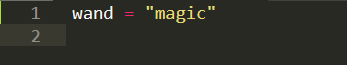 1 wand = "magic"
2